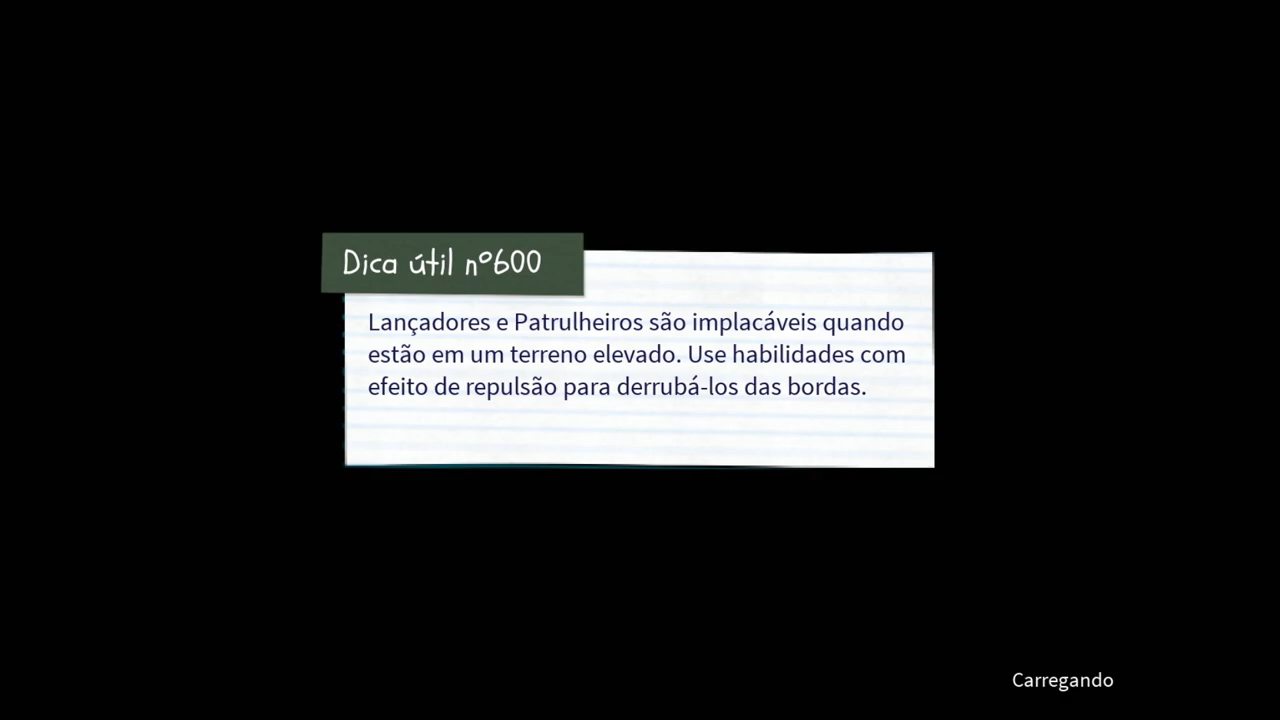 Dica útil nº600
Lançadores e Patrulheiros são implacáveis quando
estão em um terreno elevado. Use habilidades com
efeito de repulsão para derrubá-los das bordas.
Carregando